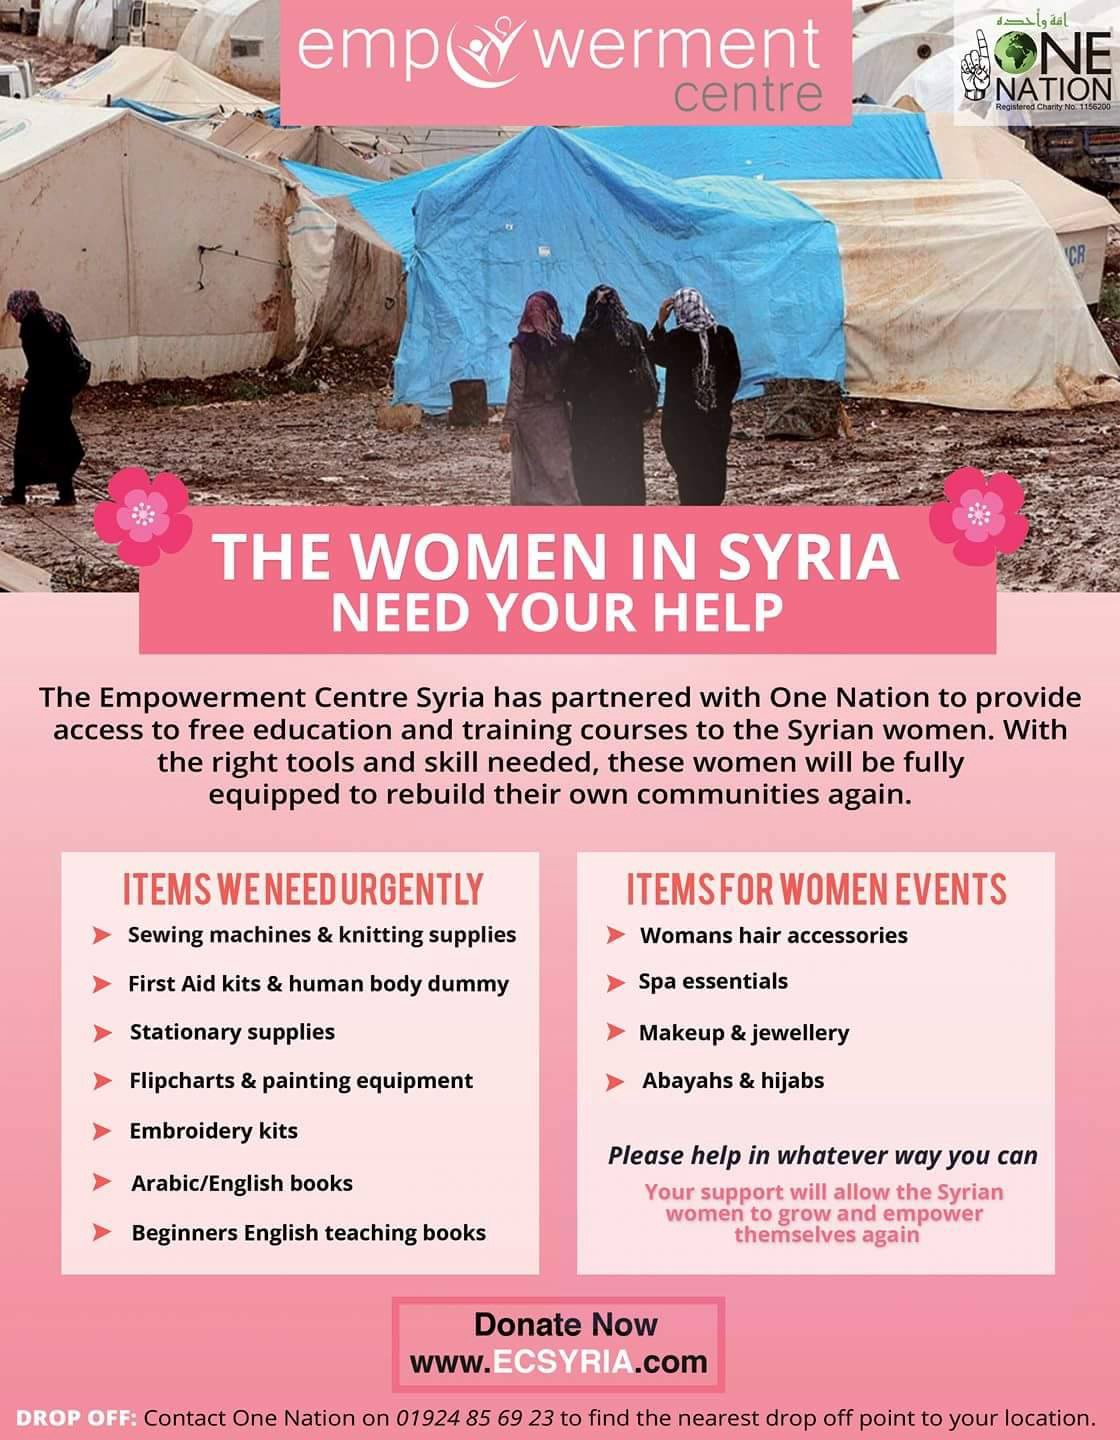 empowerment
centre
امة واحدة
ONE
NATION
Registered Charity No. 1156200
CR
THE WOMEN IN SYRIA
NEED YOUR HELP
The Empowerment Centre Syria has partnered with One Nation to provide
access to free education and training courses to the Syrian women. With
the right tools and skill needed, these women will be fully
equipped to rebuild their own communities again.
ITEMS WE NEED URGENTLY
Sewing machines & knitting supplies
First Aid kits & human body dummy
Stationary supplies
Flipcharts & painting equipment
Embroidery kits
Arabic/English books
Beginners English teaching books
ITEMS FOR WOMEN EVENTS
Womans hair accessories
Spa essentials
Makeup & jewellery
Abayahs & hijabs
Please help in whatever way you can
Your support will allow the Syrian
women to grow and empower
themselves again
Donate Now
www.ECSYRIA.com
DROP OFF: Contact One Nation on 01924 85 69 23 to find the nearest drop off point to your location.